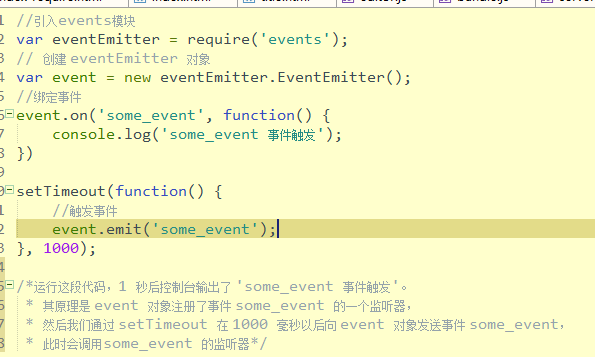 //引入events模块
var eventEmitter = require('events');
// 创建 eventEmitter 对象
var event = new eventEmitter.EventEmitter();
//绑定事件
event.on('some_event', function() {
console.log('some_event 事件触发');
})
setTimeout(function() {
//触发事件
event.emit('some_event');
}, 1000);
/*运行这段代码，1 秒后控制台输出了 'some_event 事件触发'。
* 其原理是 event 对象注册了事件 some_event 的一个监听器，
* 然后我们通过 setTimeout 在 1000 毫秒以后向 event 对象发送事件 some_event，
* 此时会调用some_event 的监听器*/